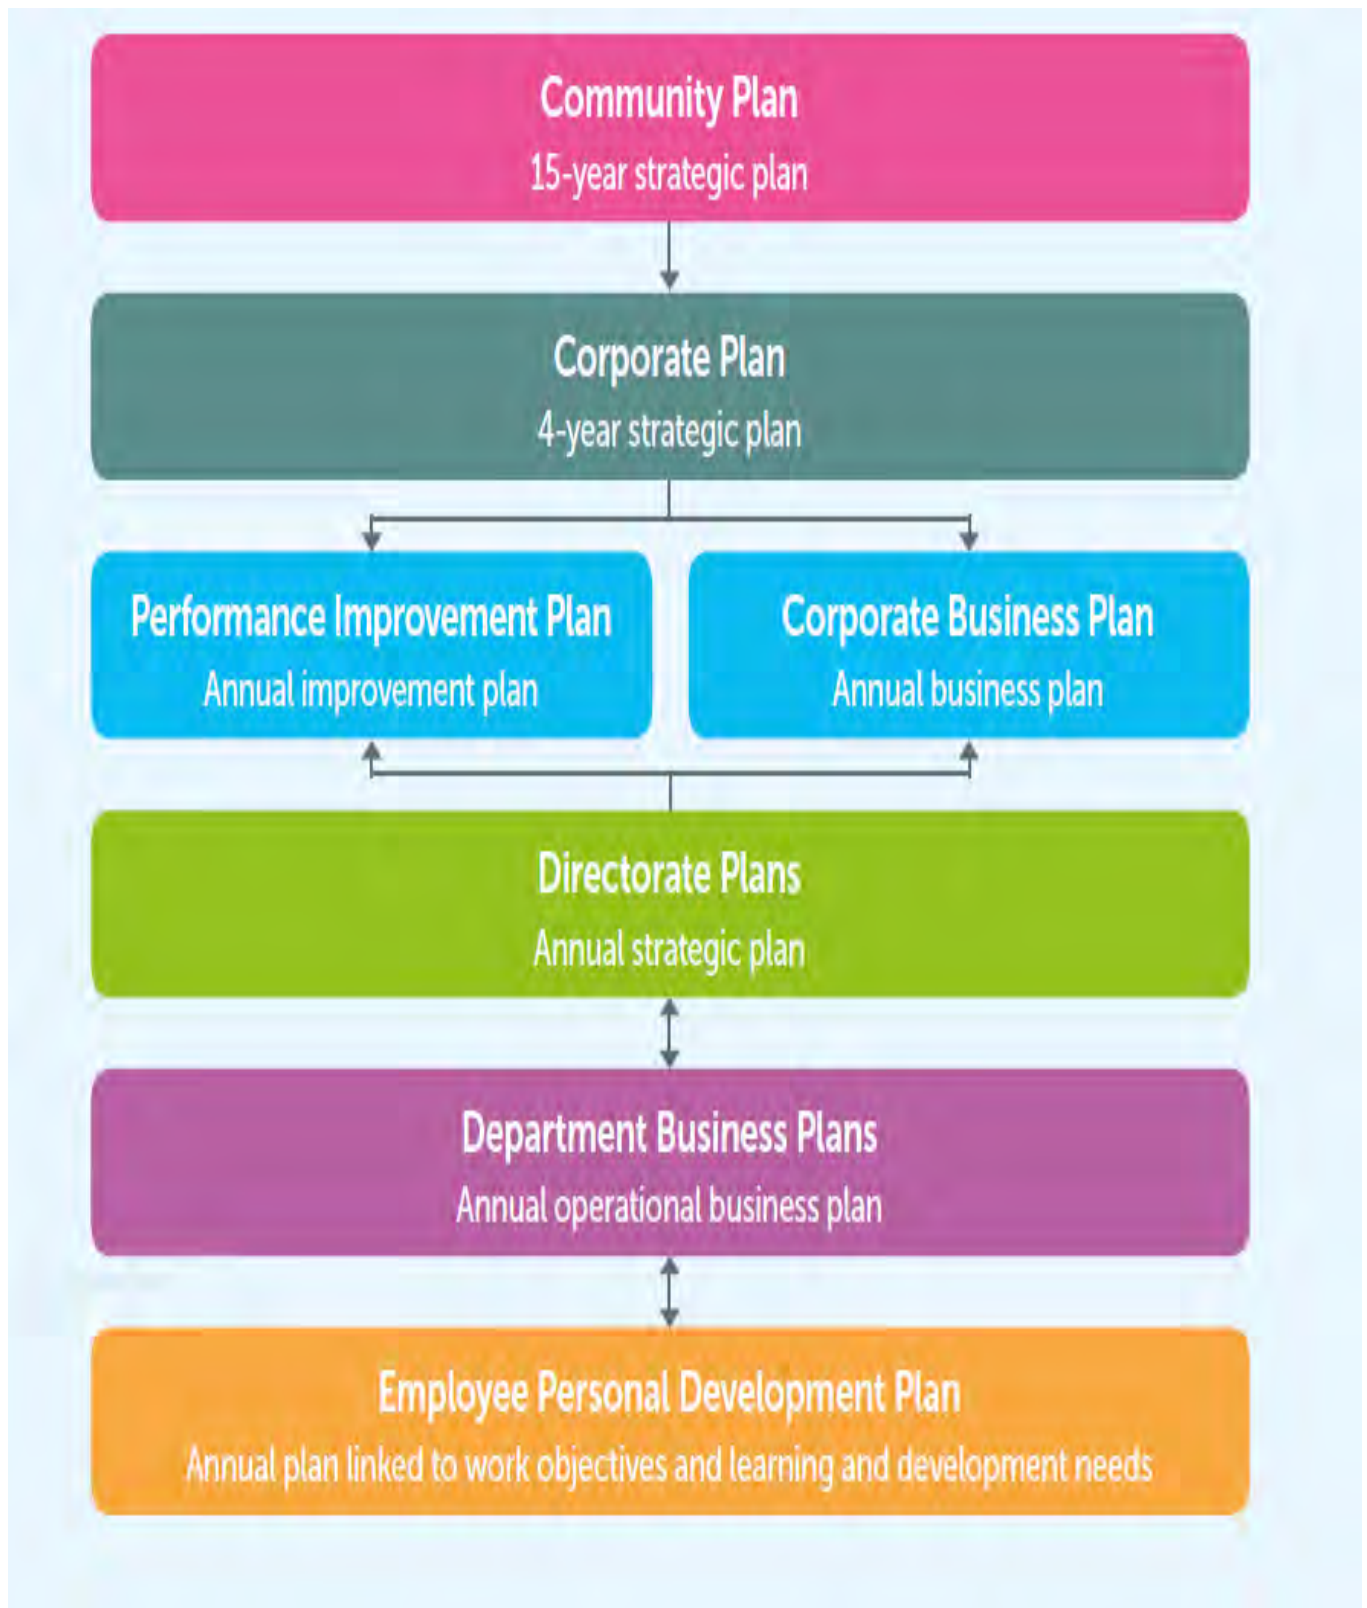 Community Plan
15-year strategic plan
Corporate Plan
4-year strategic plan
Performance Improvement Plan
Annual improvement plan
Corporate Business Plan
Annual business plan
Directorate Plans
Annual strategic plan
Department Business Plans
Annual operational business plan
Employee Personal Development Plan
Annual plan linked to work objectives and learning and development needs